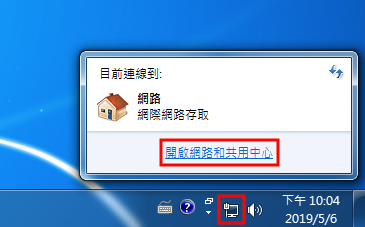 目前連線到:
網路
網際網路存取
開啟網路和共用中心
下午 10:04
2019/5/6